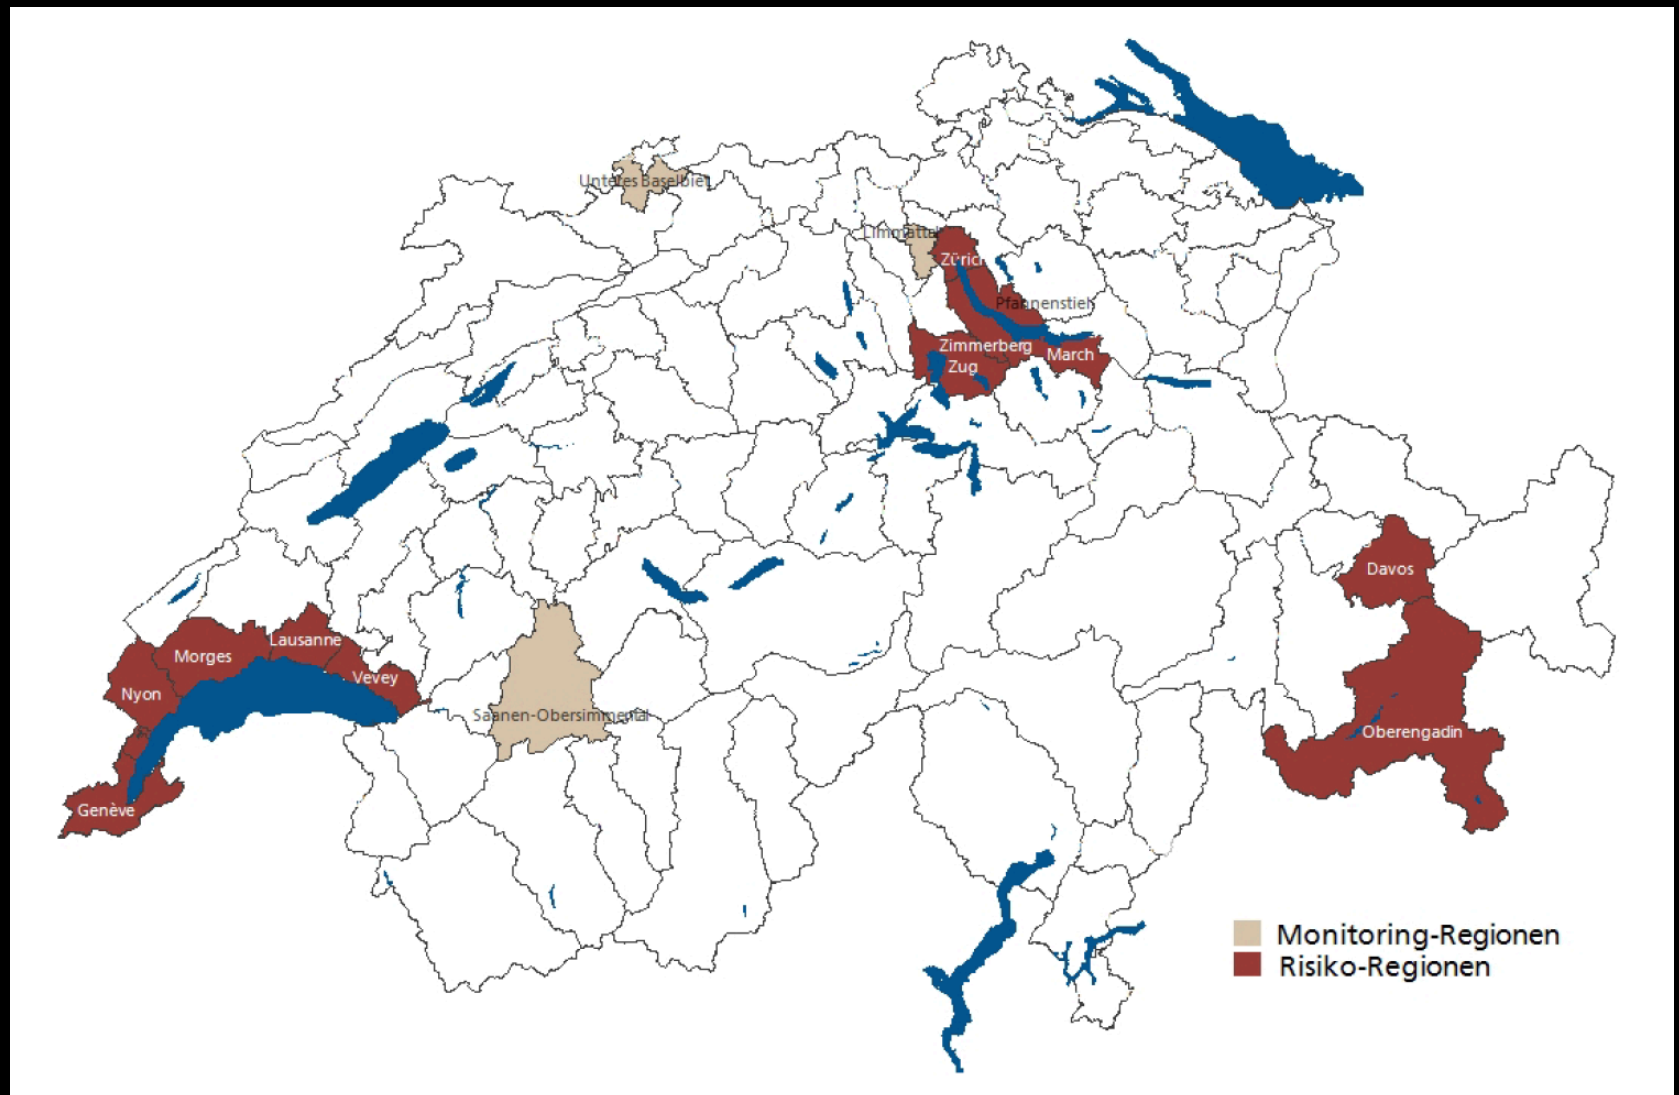 Unteres Baselbiet
Limmattal
Zürich
Pfannenstiel
Zimmerberg
March
Zug
Davos
Lausanne
Morges
Vevey
Nyon
Saanen-Obersimmental
Oberengadin
Genève
Monitoring-Regionen
Risiko-Regionen